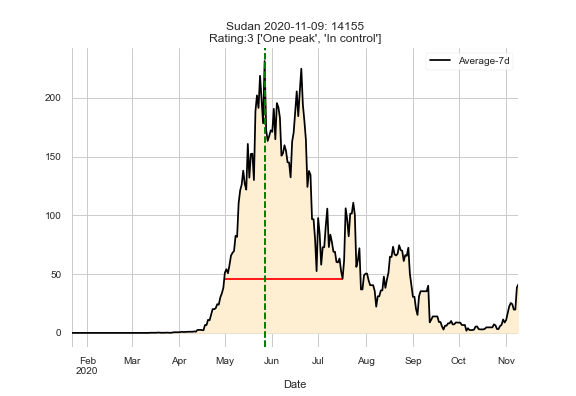 Sudan 2020-11-09: 14155
Rating:3 ['One peak', 'In control']
Average-7d
200
150
100
50
0
Feb Mar Apr May Jun Jul Aug Sep Oct Nov
2020
Date